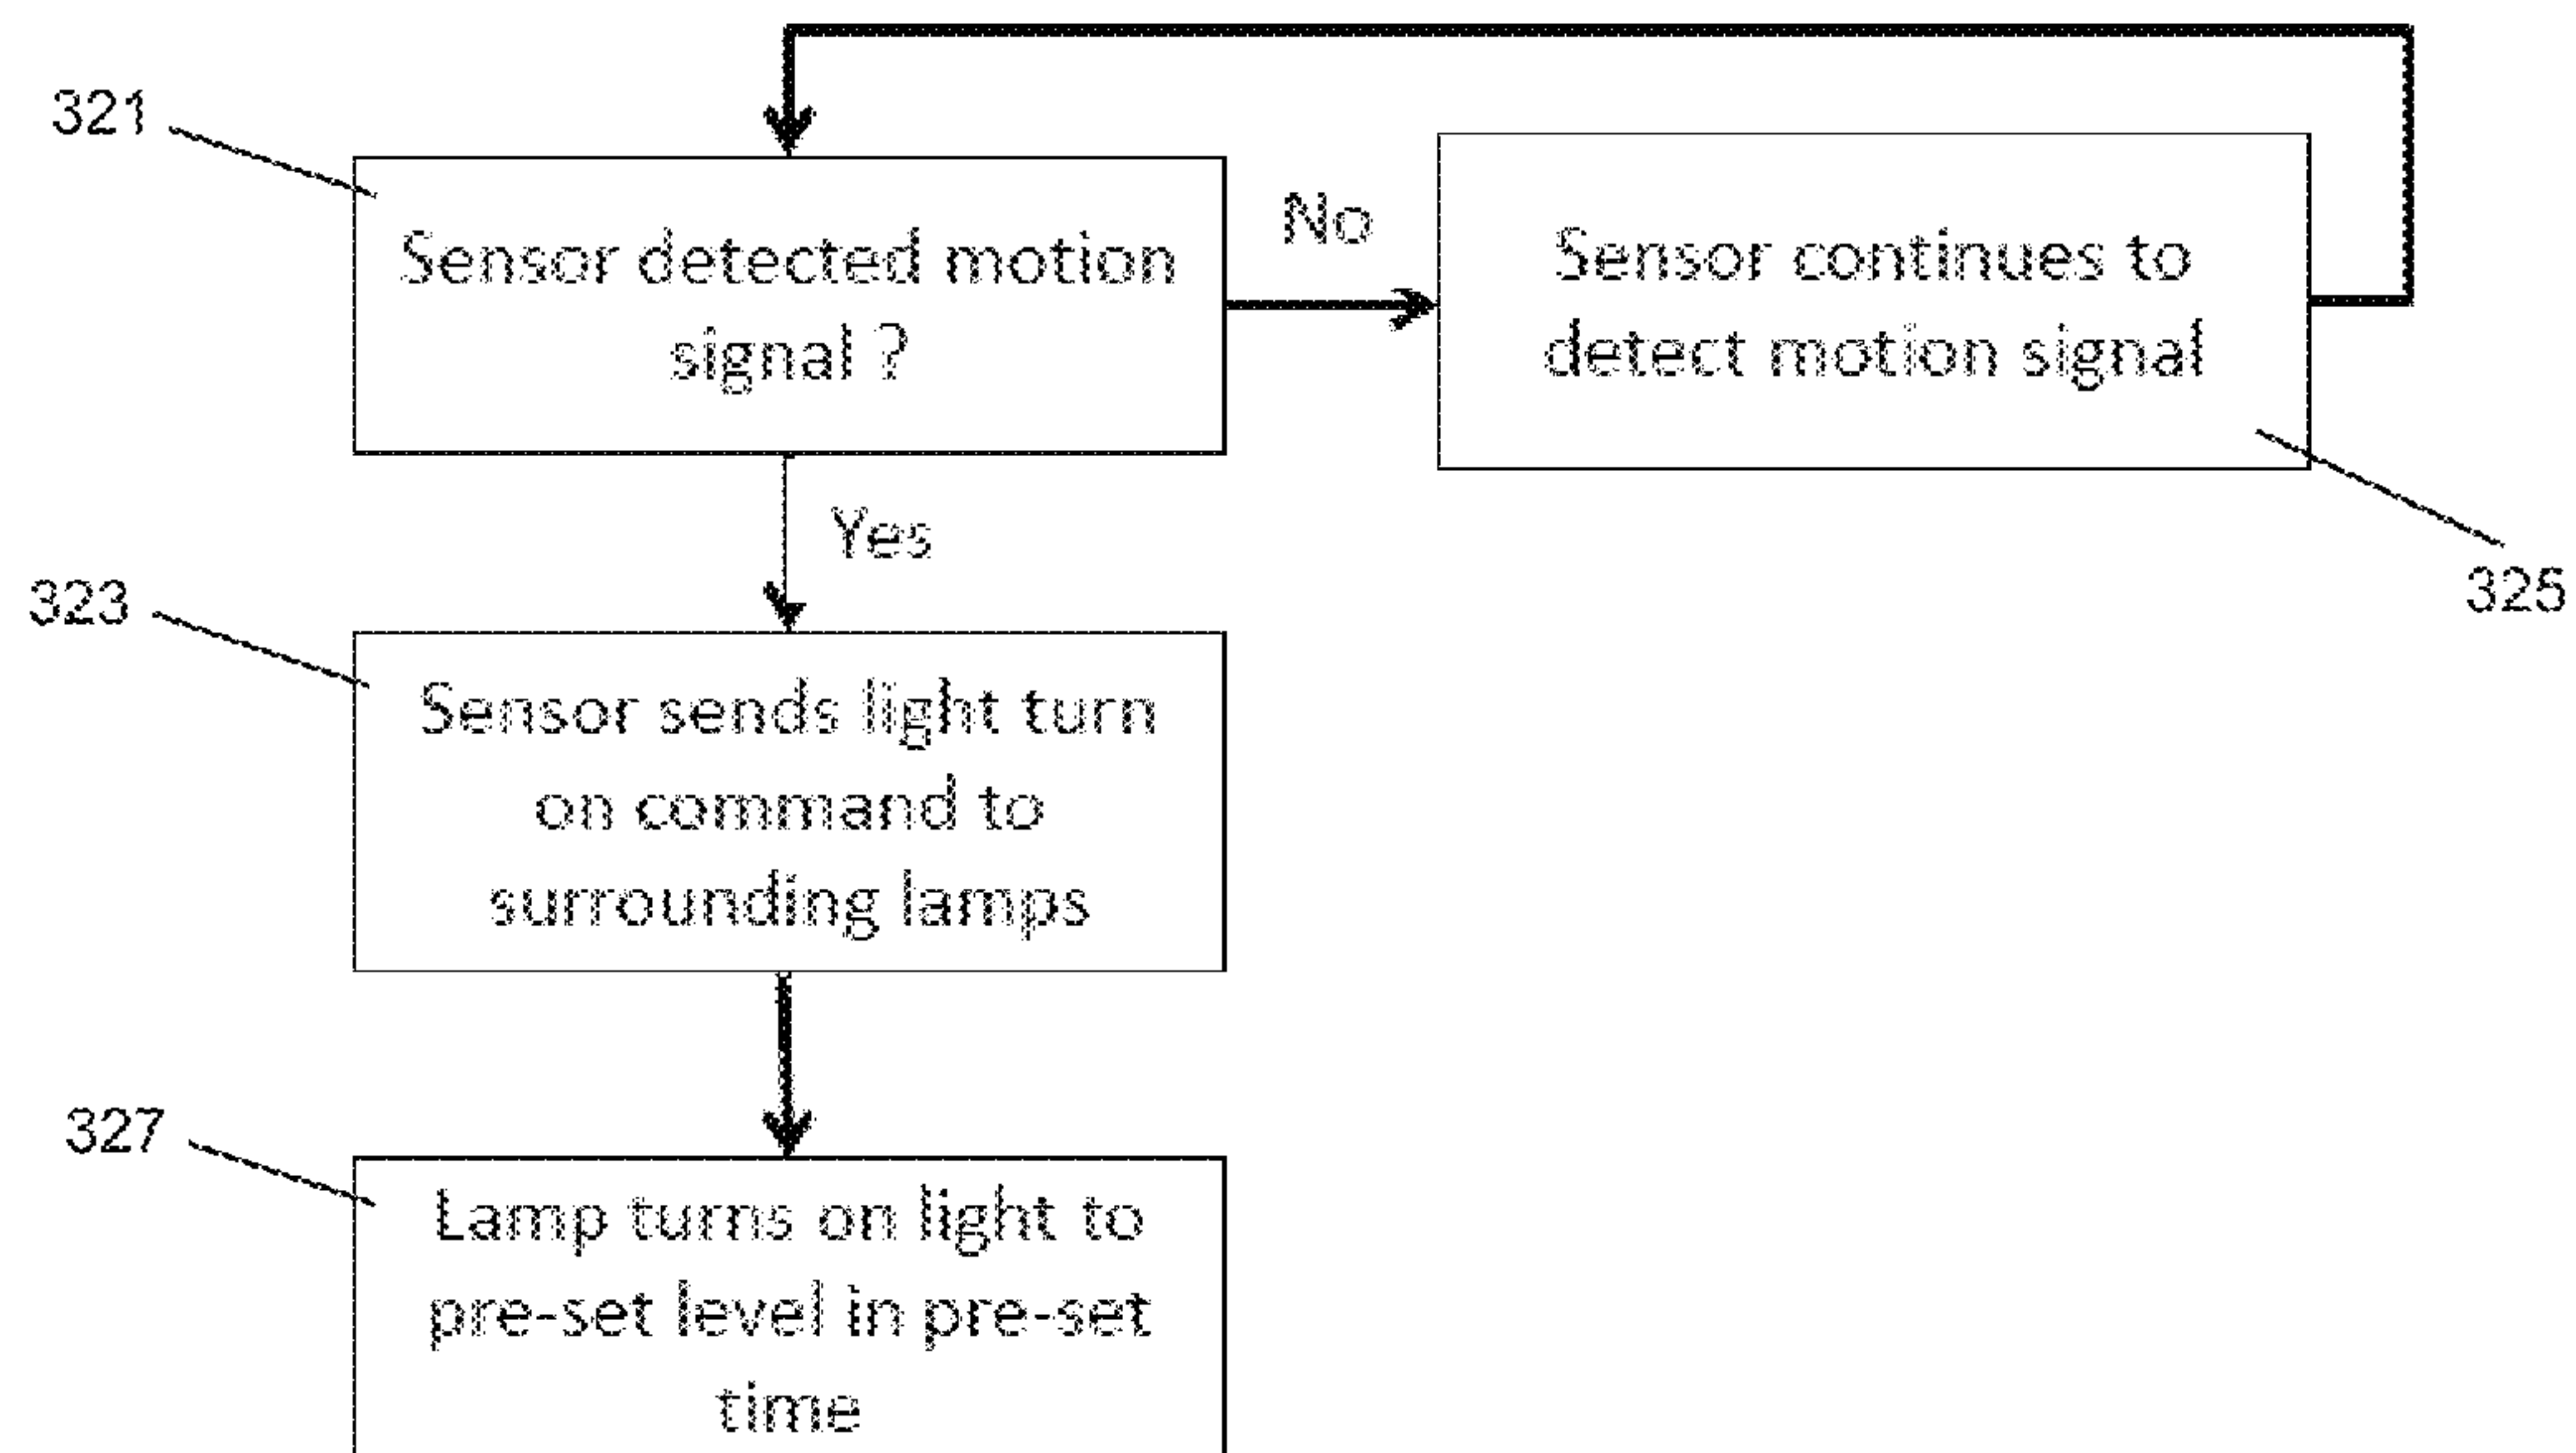 321
Sensor detected motion
signal ?
No
Sensor continues to
detect motion signal
325
Yes
323
Sensor sends light turn
on command to
surrounding lamps
327
Lamp turns on light to
pre-set level in pre-set
time